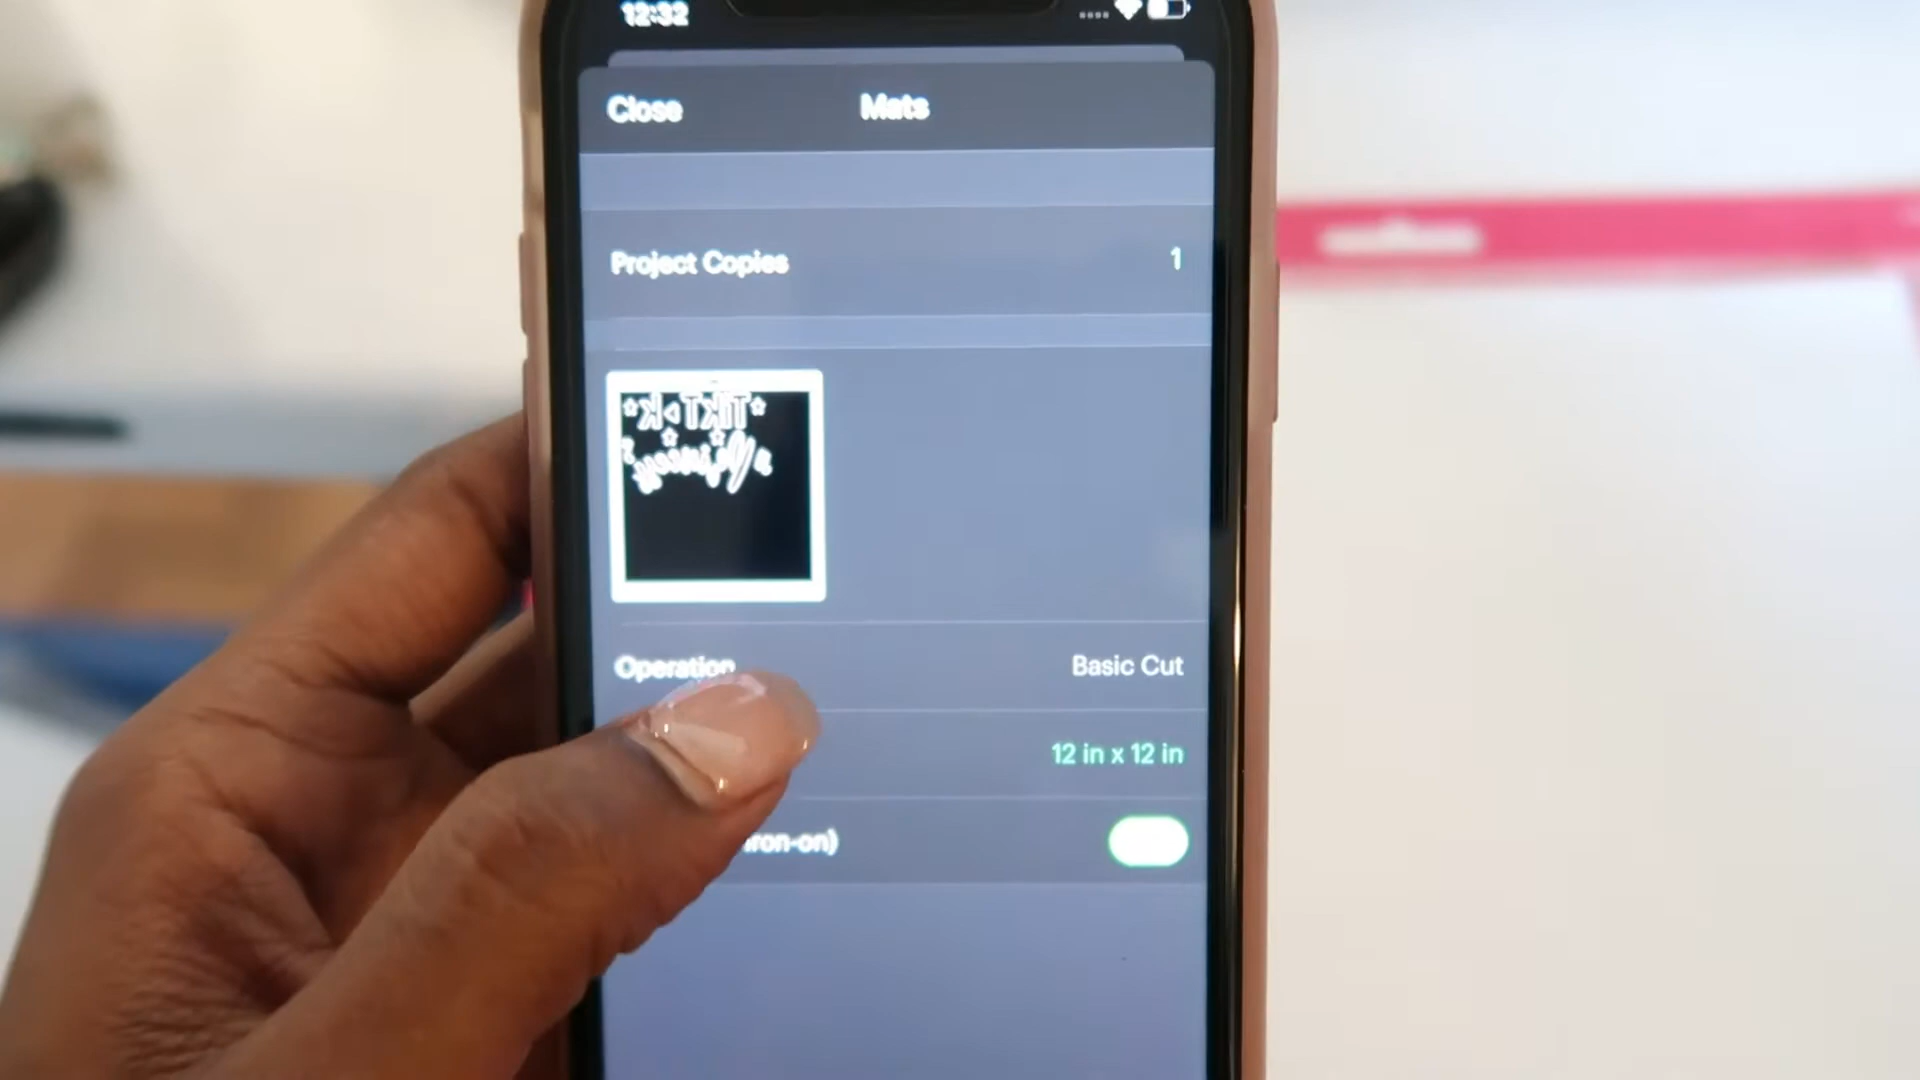 12:32
Close Mats
Project Copies 1
Operation Basic Cut
12 in x 12 in
iron-on)